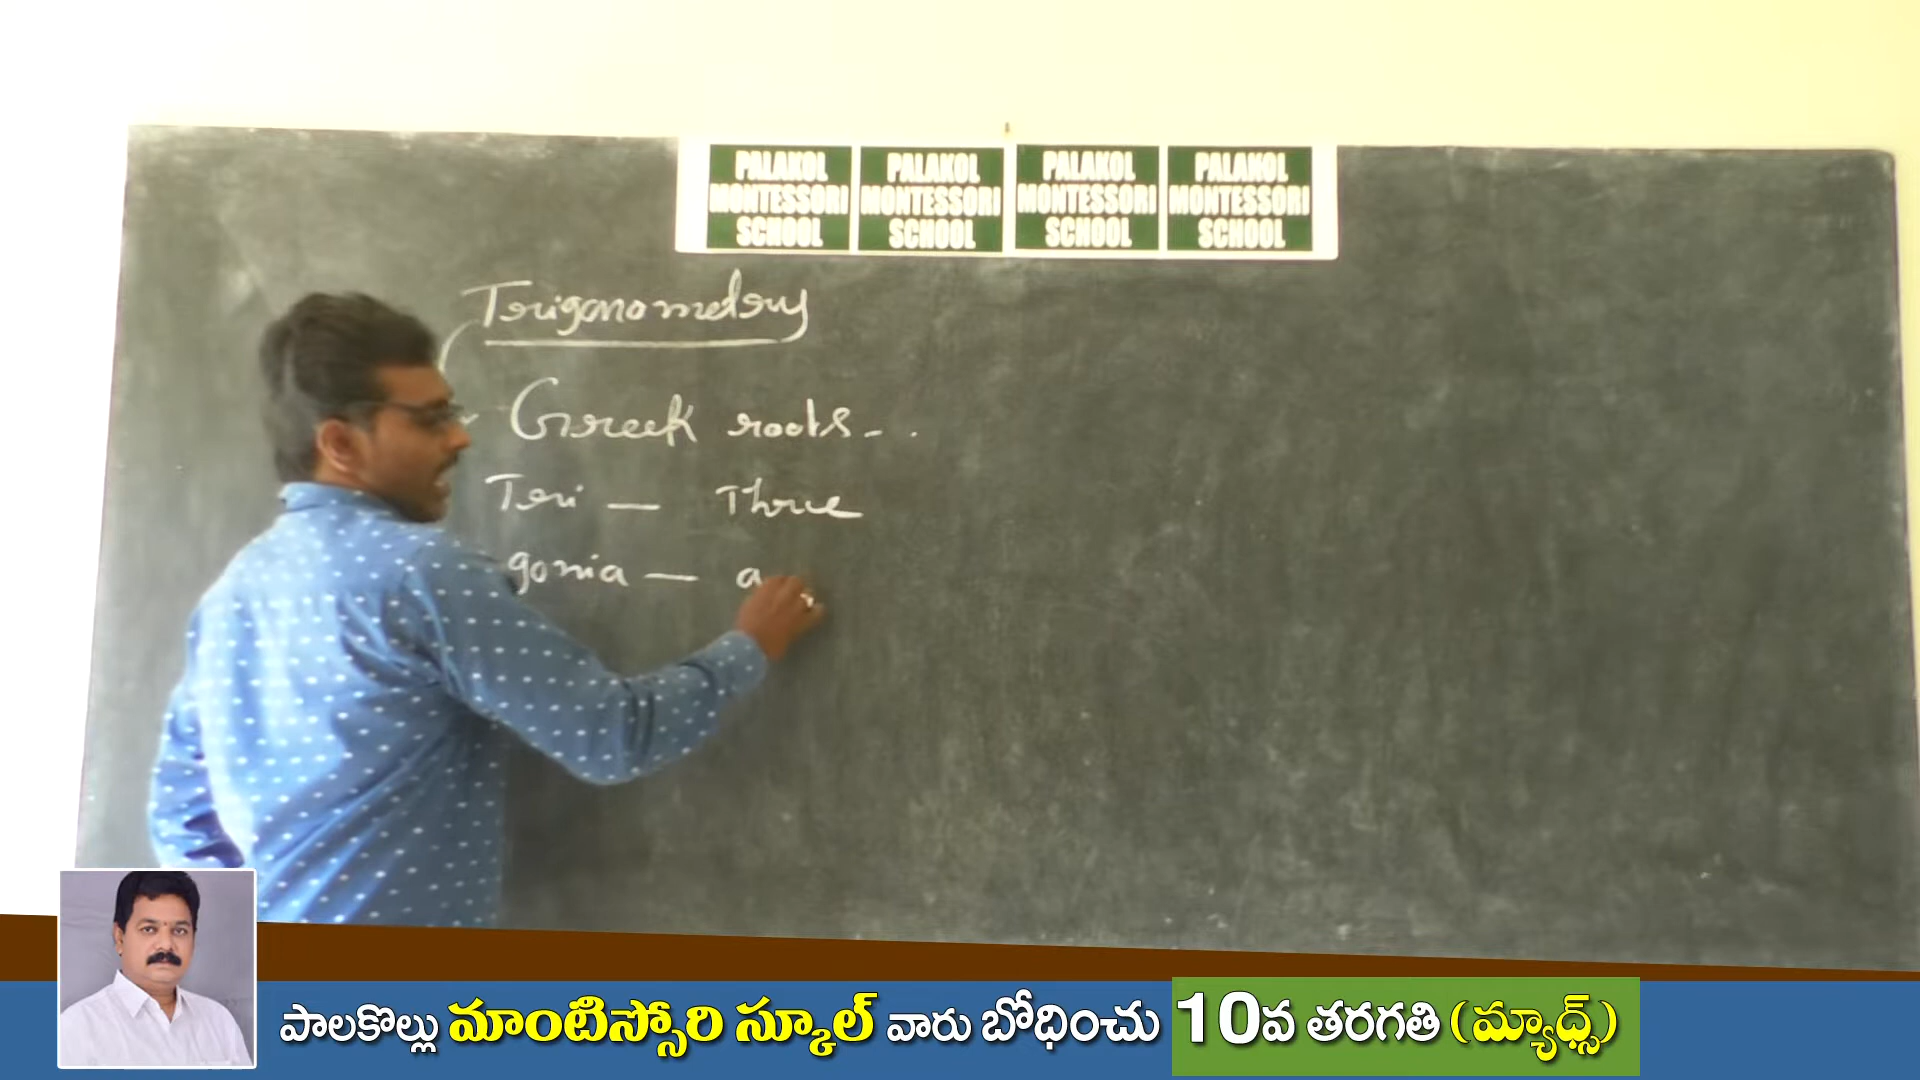 PALAKOL MONTESSORI SCHOOL
PALAKOL MONTESSORI SCHOOL
PALAKOL MONTESSORI SCHOOL
PALAKOL MONTESSORI SCHOOL
Trigonometry
Greek roots - .
Tri — Three
gonia — a
పాలకొల్లు మాంటిస్సోరి స్కూల్ వారు బోధించు 10వ తరగతి (మ్యాథ్స్)